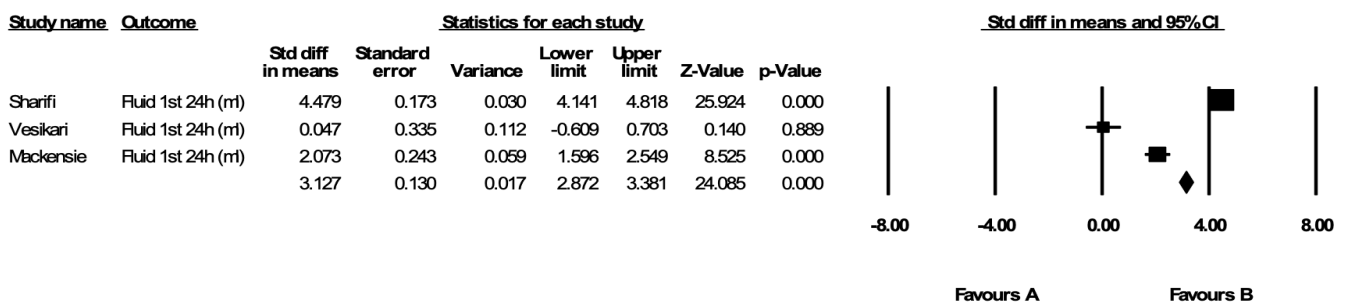 Study name Outcome Statistics for each study Std diff in means and 95% CI
Std diff in means Standard error Variance Lower limit Upper limit Z-Value p-Value
Sharifi Fluid 1st 24h (ml) 4.479 0.173 0.030 4.141 4.818 25.924 0.000
Vesikari Fluid 1st 24h (ml) 0.047 0.335 0.112 -0.609 0.703 0.140 0.889
Mackensie Fluid 1st 24h (ml) 2.073 0.243 0.059 1.596 2.549 8.525 0.000
3.127 0.130 0.017 2.872 3.381 24.085 0.000
-8.00 -4.00 0.00 4.00 8.00
Favours A Favours B